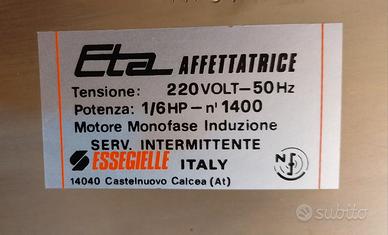 Eta AFFETTATRICE
Tensione: 220 VOLT-50 Hz
Potenza: 1/6 HP - n' 1400
Motore Monofase Induzione
SERV. INTERMITTENTE
ESSEGIELLE ITALY
14040 Castelnuovo Calcea (At)
subito